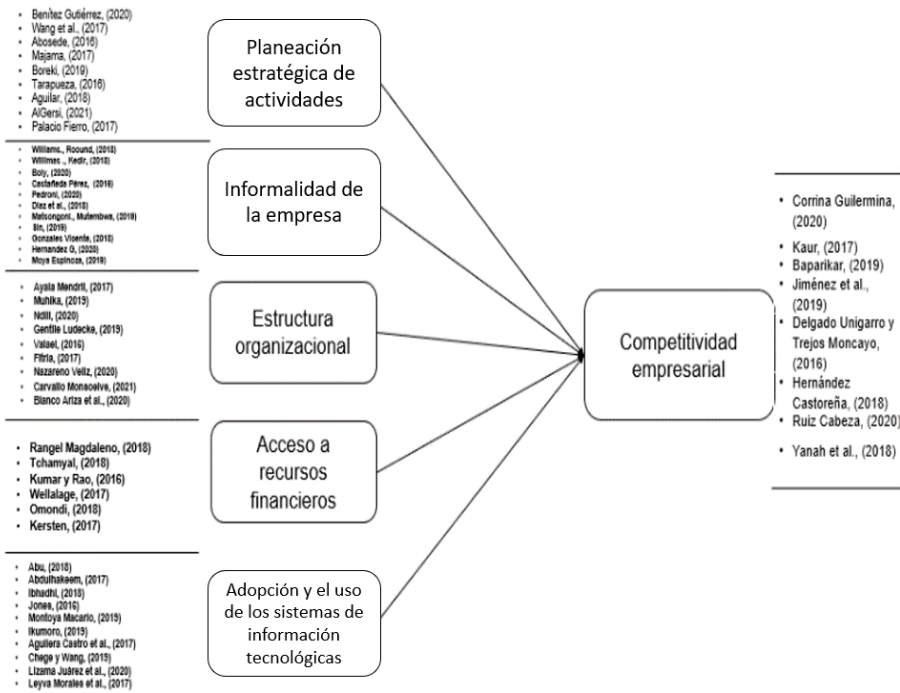 Benítez Gutiérrez, (2020)
Wang et al., (2017)
Abosede, (2016)
Majama, (2017)
Boreki, (2019)
Tarapueza, (2016)
Aguilar, (2018)
AlGersi, (2021)
Palacio Fierro, (2017)
Planeación
estratégica de
actividades
Williams., Roound, (2018)
Willmas ., Kedir, (2018)
Boly, (2020)
Castañeda Pérez, (2016)
Pedroni, (2020)
Diaz et al., (2018)
Matsongoni., Mutambwa, (2019)
Sin, (2019)
Gonzales Vicente, (2018)
Hernandez G, (2020)
Moya Espinoza, (2019)
Informalidad de
la empresa
Ayala Mendril, (2017)
Muhlka, (2019)
Ndili, (2020)
Gentile Ludecke, (2019)
Valael, (2016)
Fitria, (2017)
Nazareno Veliz, (2020)
Carvallo Monsoelve, (2021)
Blanco Ariza et al., (2020)
Estructura
organizacional
Rangel Magdaleno, (2018)
Tchamyal, (2018)
Kumar y Rao, (2016)
Wellalage, (2017)
Omondi, (2018)
Kersten, (2017)
Acceso a
recursos
financieros
Abu, (2018)
Abdulhakeem, (2017)
Ibhadhi, (2018)
Jones, (2016)
Montoya Macario, (2019)
Ikumoro, (2019)
Aguilera Castro et al., (2017)
Chege y Wang, (2019)
Lizama Juárez et al., (2020)
Leyva Morales et al., (2017)
Adopción y el uso
de los sistemas de
información
tecnológicas
Competitividad
empresarial
Corrina Guilermina,
(2020)
Kaur, (2017)
Baparikar, (2019)
Jiménez et al.,
(2019)
Delgado Unigarro y
Trejos Moncayo,
(2016)
Hernández
Castoreña, (2018)
Ruiz Cabeza, (2020)
Yanah et al., (2018)